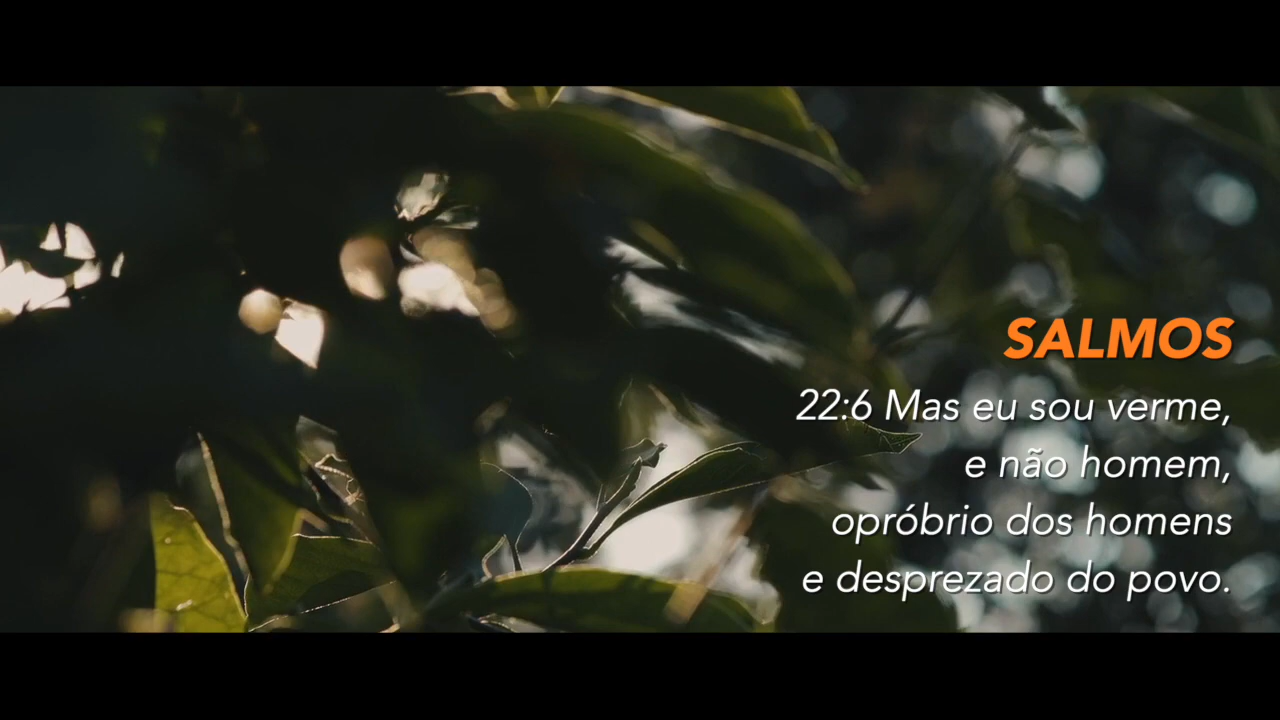 SALMOS
22:6 Mas eu sou verme,
e não homem,
opróbrio dos homens
e desprezado do povo.